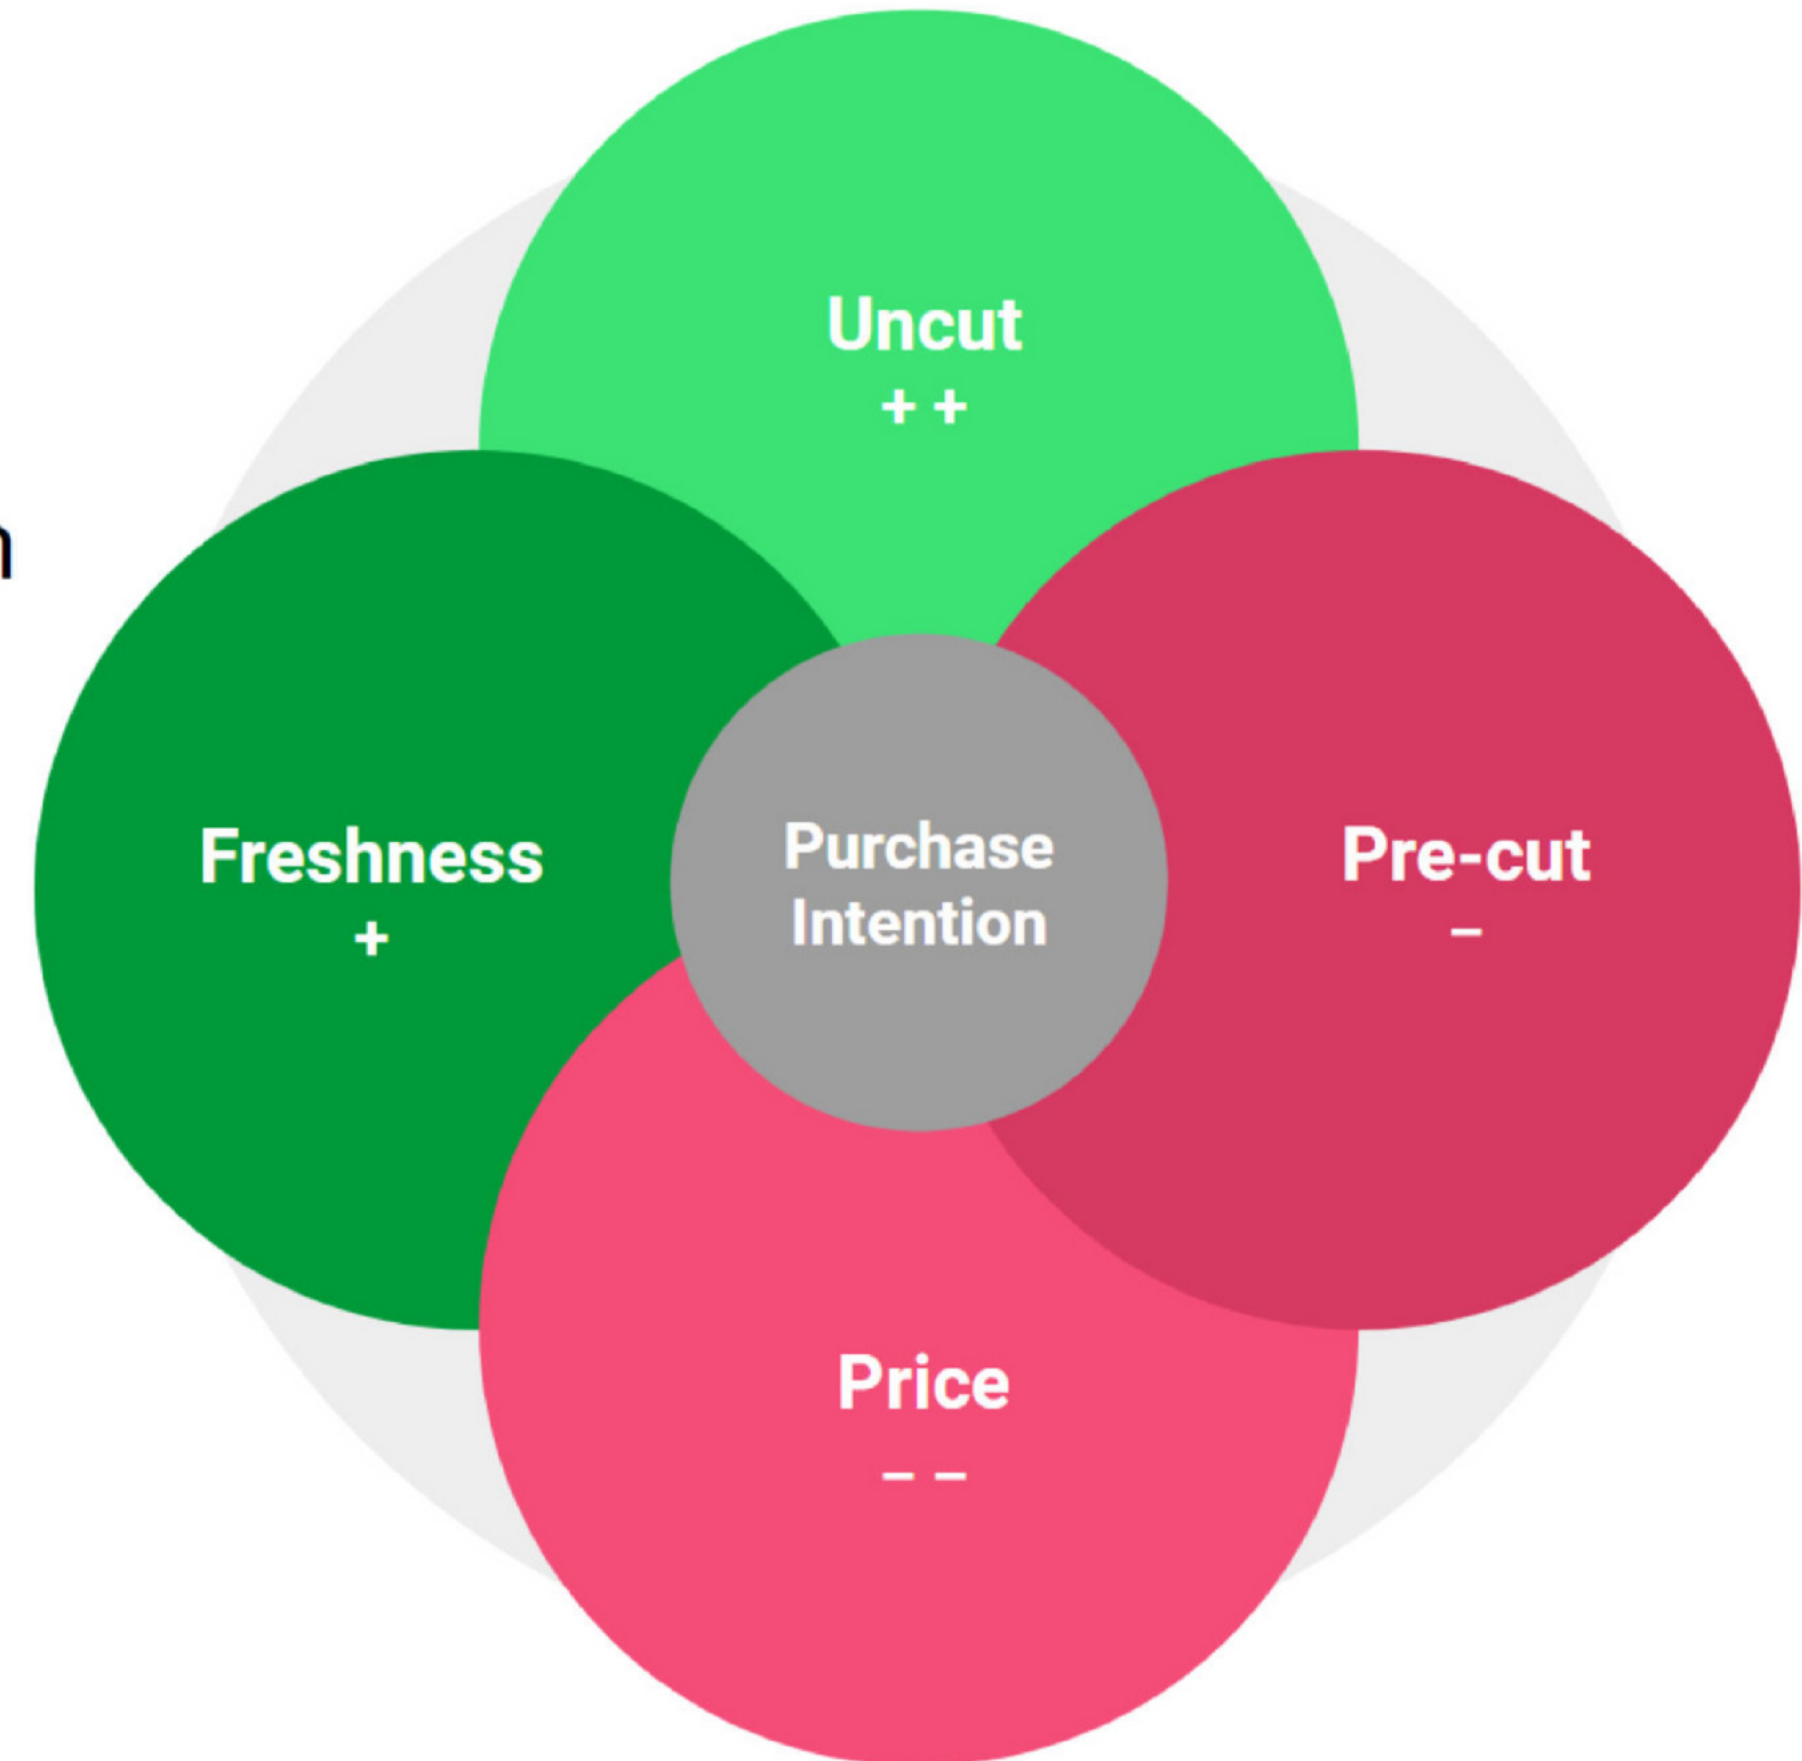 Uncut
+ +
n
Freshness
+
Purchase
Intention
Pre-cut
–
Price
– –